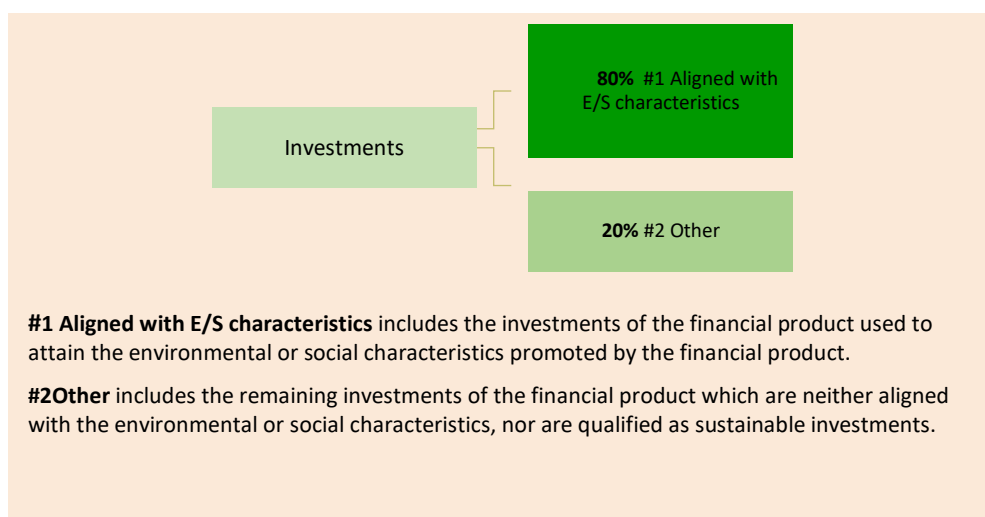 80% #1 Aligned with
E/S characteristics
Investments
20% #2 Other
#1 Aligned with E/S characteristics includes the investments of the financial product used to
attain the environmental or social characteristics promoted by the financial product.
#2Other includes the remaining investments of the financial product which are neither aligned
with the environmental or social characteristics, nor are qualified as sustainable investments.